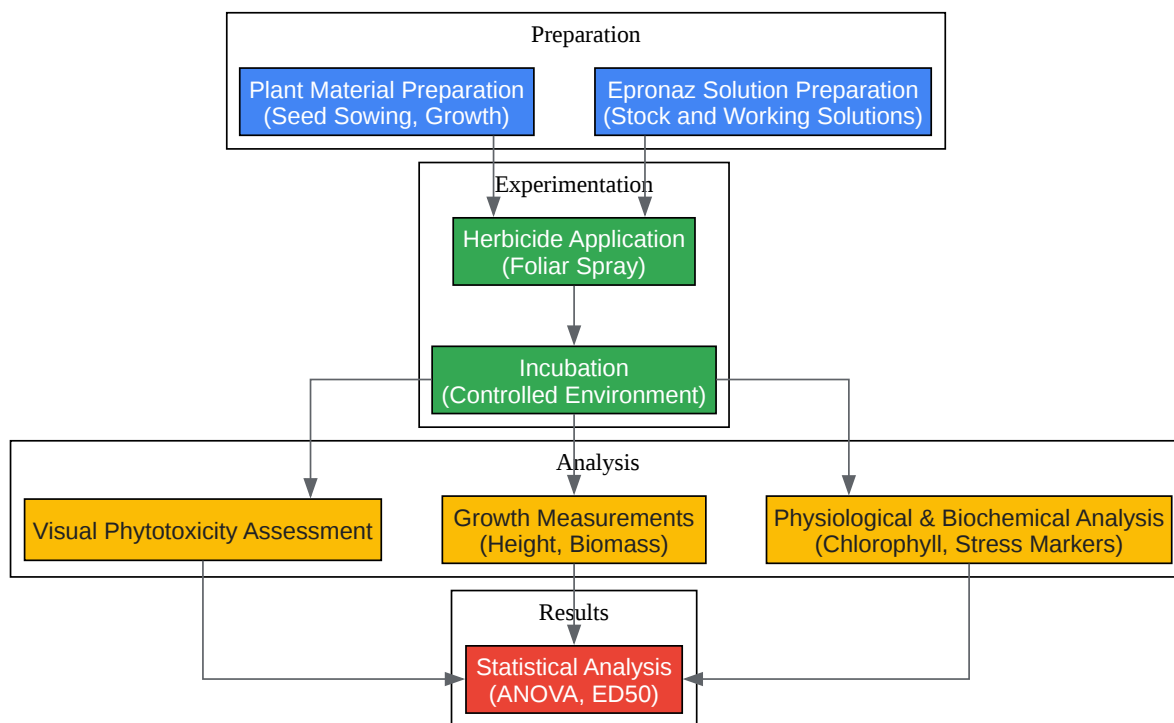 Preparation
Plant Material Preparation
(Seed Sowing, Growth)
Epronaz Solution Preparation
(Stock and Working Solutions)
Experimentation
Herbicide Application
(Foliar Spray)
Incubation
(Controlled Environment)
Analysis
Visual Phytotoxicity Assessment
Growth Measurements
(Height, Biomass)
Physiological & Biochemical Analysis
(Chlorophyll, Stress Markers)
Results
Statistical Analysis
(ANOVA, ED50)